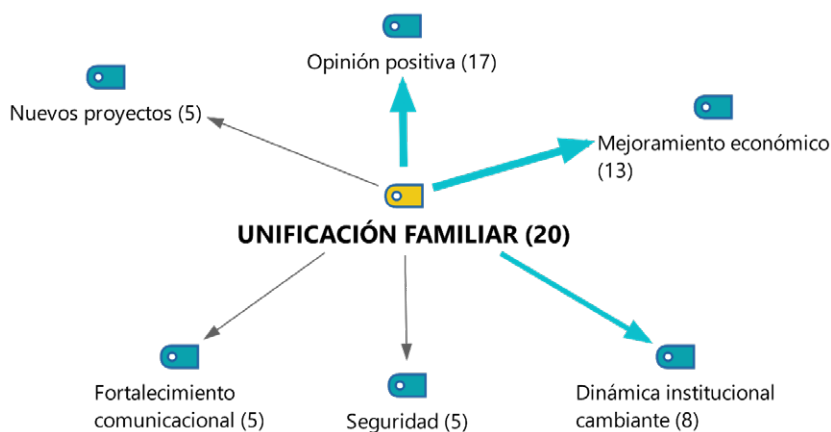 Opinión positiva (17)
Nuevos proyectos (5)
Mejoramiento económico
(13)
UNIFICACIÓN FAMILIAR (20)
Fortalecimiento
comunicacional (5)
Seguridad (5)
Dinámica institucional
cambiante (8)